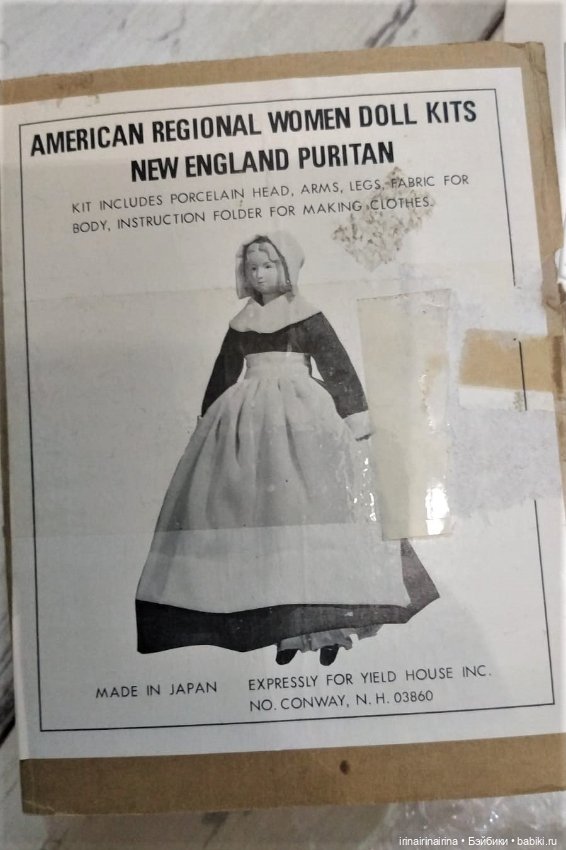 AMERICAN REGIONAL WOMEN DOLL KITS
NEW ENGLAND PURITAN
KIT INCLUDES PORCELAIN HEAD, ARMS, LEGS, FABRIC FOR
BODY, INSTRUCTION FOLDER FOR MAKING CLOTHES.
MADE IN JAPAN
EXPRESSLY FOR YIELD HOUSE INC.
NO. CONWAY, N. H. 03860
irinairinairina • Бэйбики • babiki.ru